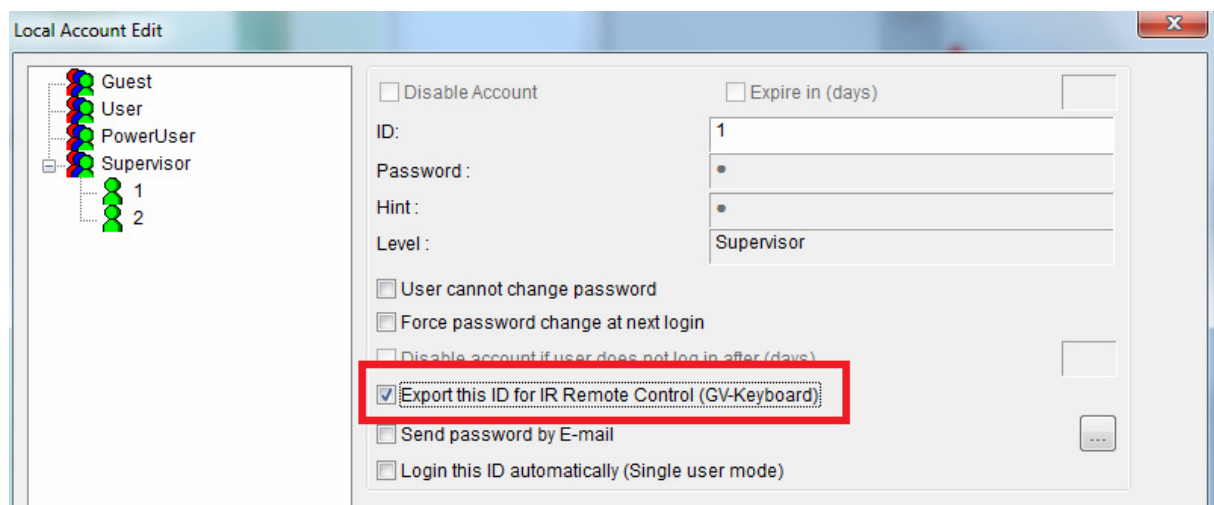 Local Account Edit
Guest
User
PowerUser
Supervisor
1
2
Disable Account
Expire in (days)
ID:
1
Password :
Hint :
Level :
Supervisor
User cannot change password
Force password change at next login
Disable account if user does not log in after (days)
Export this ID for IR Remote Control (GV-Keyboard)
Send password by E-mail
...
Login this ID automatically (Single user mode)